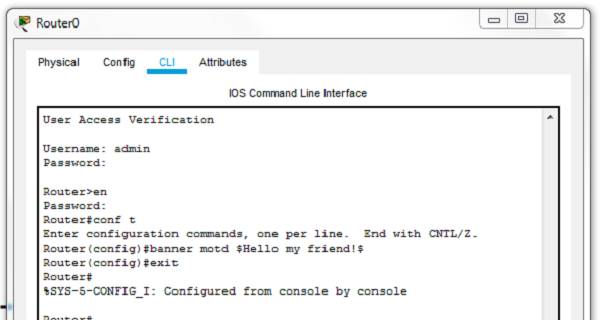 Router0
Physical Config CLI Attributes
IOS Command Line Interface
User Access Verification
Username: admin
Password:
Router>en
Password:
Router#conf t
Enter configuration commands, one per line.  End with CNTL/Z.
Router(config)#banner motd $Hello my friend!$
Router(config)#exit
Router#
%SYS-5-CONFIG_I: Configured from console by console
Router#